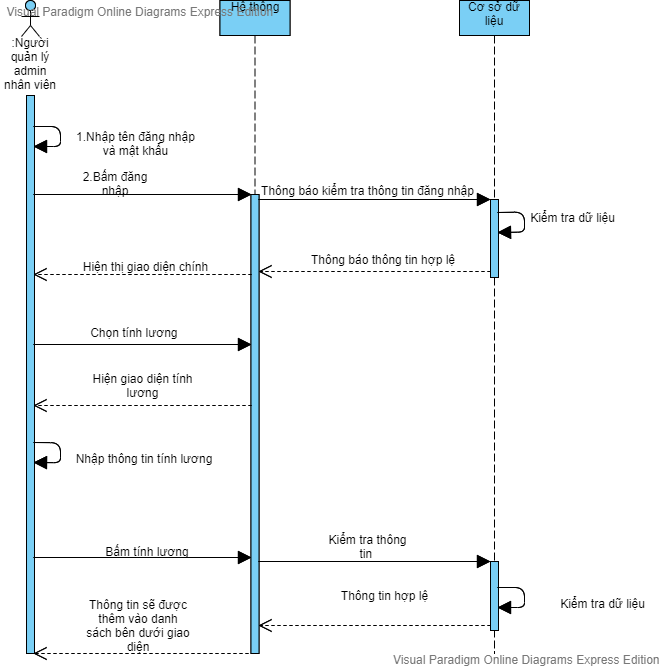 Visual Paradigm Online Diagrams Express Edition
Hệ thống
Cơ sở dữ
liệu
:Người
quản lý
admin
nhân viên
1.Nhập tên đăng nhập
và mật khẩu
2.Bấm đăng
nhập
Thông báo kiểm tra thông tin đăng nhập
Kiểm tra dữ liệu
Thông báo thông tin hợp lệ
Hiện thị giao diện chính
Chọn tính lương
Hiện giao diện tính
lương
Nhập thông tin tính lương
Kiểm tra thông
tin
Bấm tính lương
Thông tin hợp lệ
Kiểm tra dữ liệu
Thông tin sẽ được
thêm vào danh
sách bên dưới giao
diện
Visual Paradigm Online Diagrams Express Edition